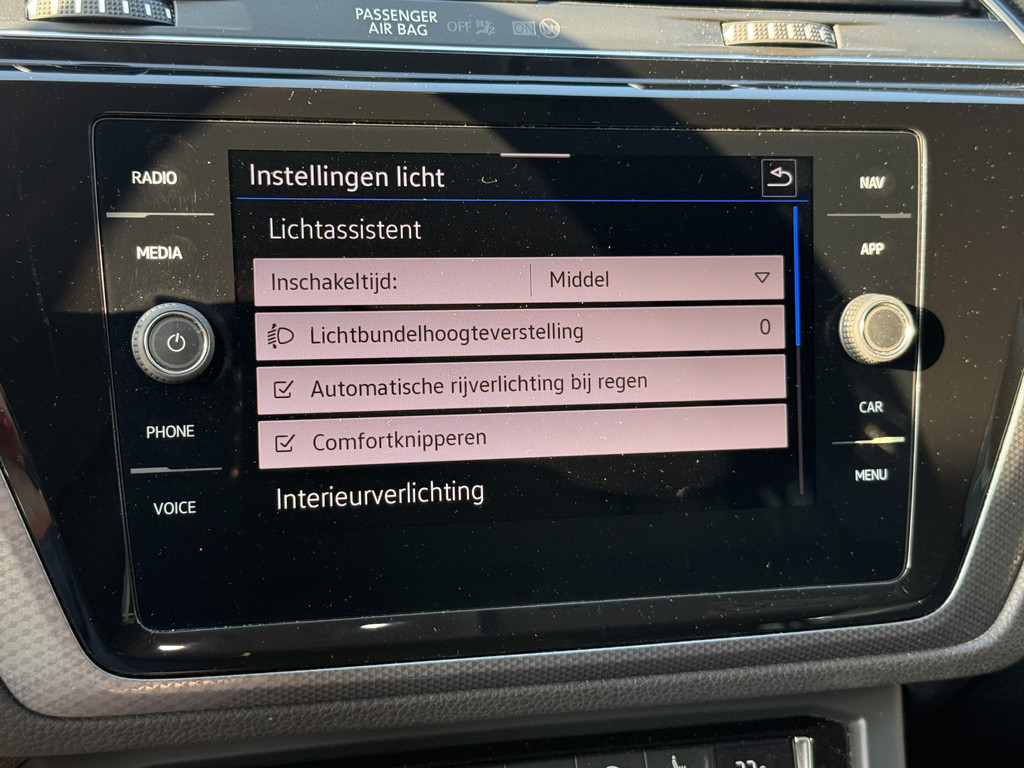 PASSENGER
AIR BAG OFF ON
RADIO
MEDIA
PHONE
VOICE
Instellingen licht
Lichtassistent
Inschakeltijd: Middel
Lichtbundelhoogteverstelling 0
Automatische rijverlichting bij regen
Comfortknipperen
Interieurverlichting
NAV
APP
CAR
MENU